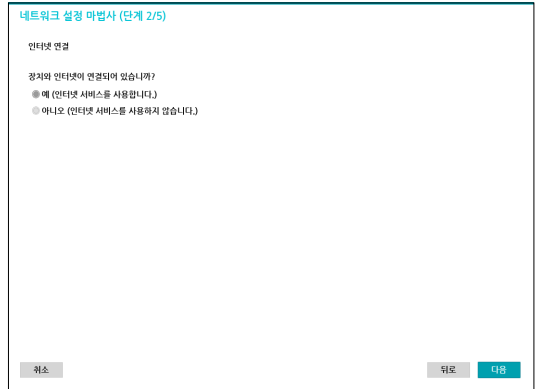 네트워크 설정 마법사 (단계 2/5)
인터넷 연결
장치와 인터넷이 연결되어 있습니까?
예 (인터넷 서비스를 사용합니다.)
아니오 (인터넷 서비스를 사용하지 않습니다.)
취소 뒤로 다음